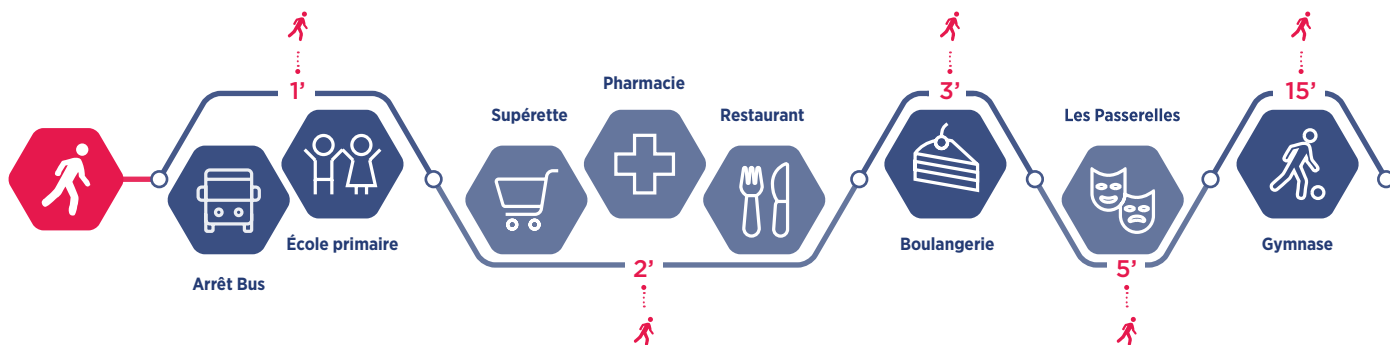 1’
Arrêt Bus
École primaire
Supérette
Pharmacie
Restaurant
2’
3’
Boulangerie
Les Passerelles
5’
15’
Gymnase